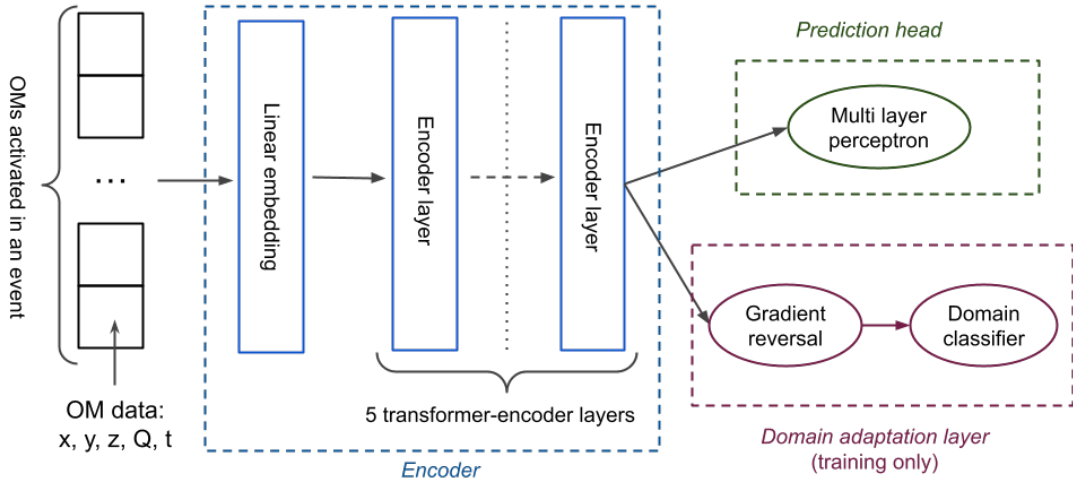 OMs activated in an event
...
OM data:
x, y, z, Q, t
Linear embedding
Encoder layer
Encoder layer
5 transformer-encoder layers
Encoder
Prediction head
Multi layer
perceptron
Gradient
reversal
Domain
classifier
Domain adaptation layer
(training only)